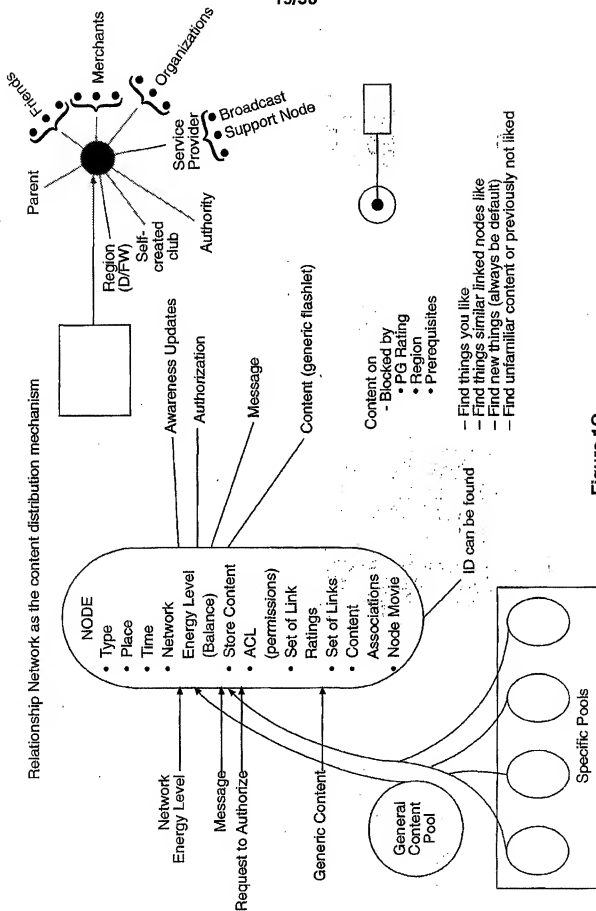 Relationship Network as the content distribution mechanism
Parent
Friends
Merchants
Organizations
Service
Provider
• Broadcast
• Support Node
Authority
Self-
created
club
Region
(D/FW)
NODE
• Type
• Place
• Time
• Network
Energy Level
(Balance)
• Store Content
• ACL
(permissions)
• Set of Link
Ratings
• Set of Links
• Content
Associations
• Node Movie
Awareness Updates
Authorization
Message
Content (generic flashlet)
ID can be found
Network
Energy Level
Message
Request to Authorize
Generic Content
General
Content
Pool
Specific Pools
Content on
- Blocked by
• PG Rating
• Region
• Prerequisites
– Find things you like
– Find things similar linked nodes like
– Find new things (always be default)
– Find unfamiliar content or previously not liked
Figure